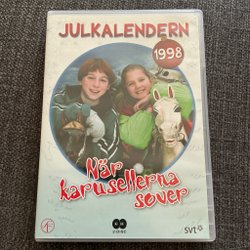 JULKALENDERN
1998
När
karusellerna
sover
svt